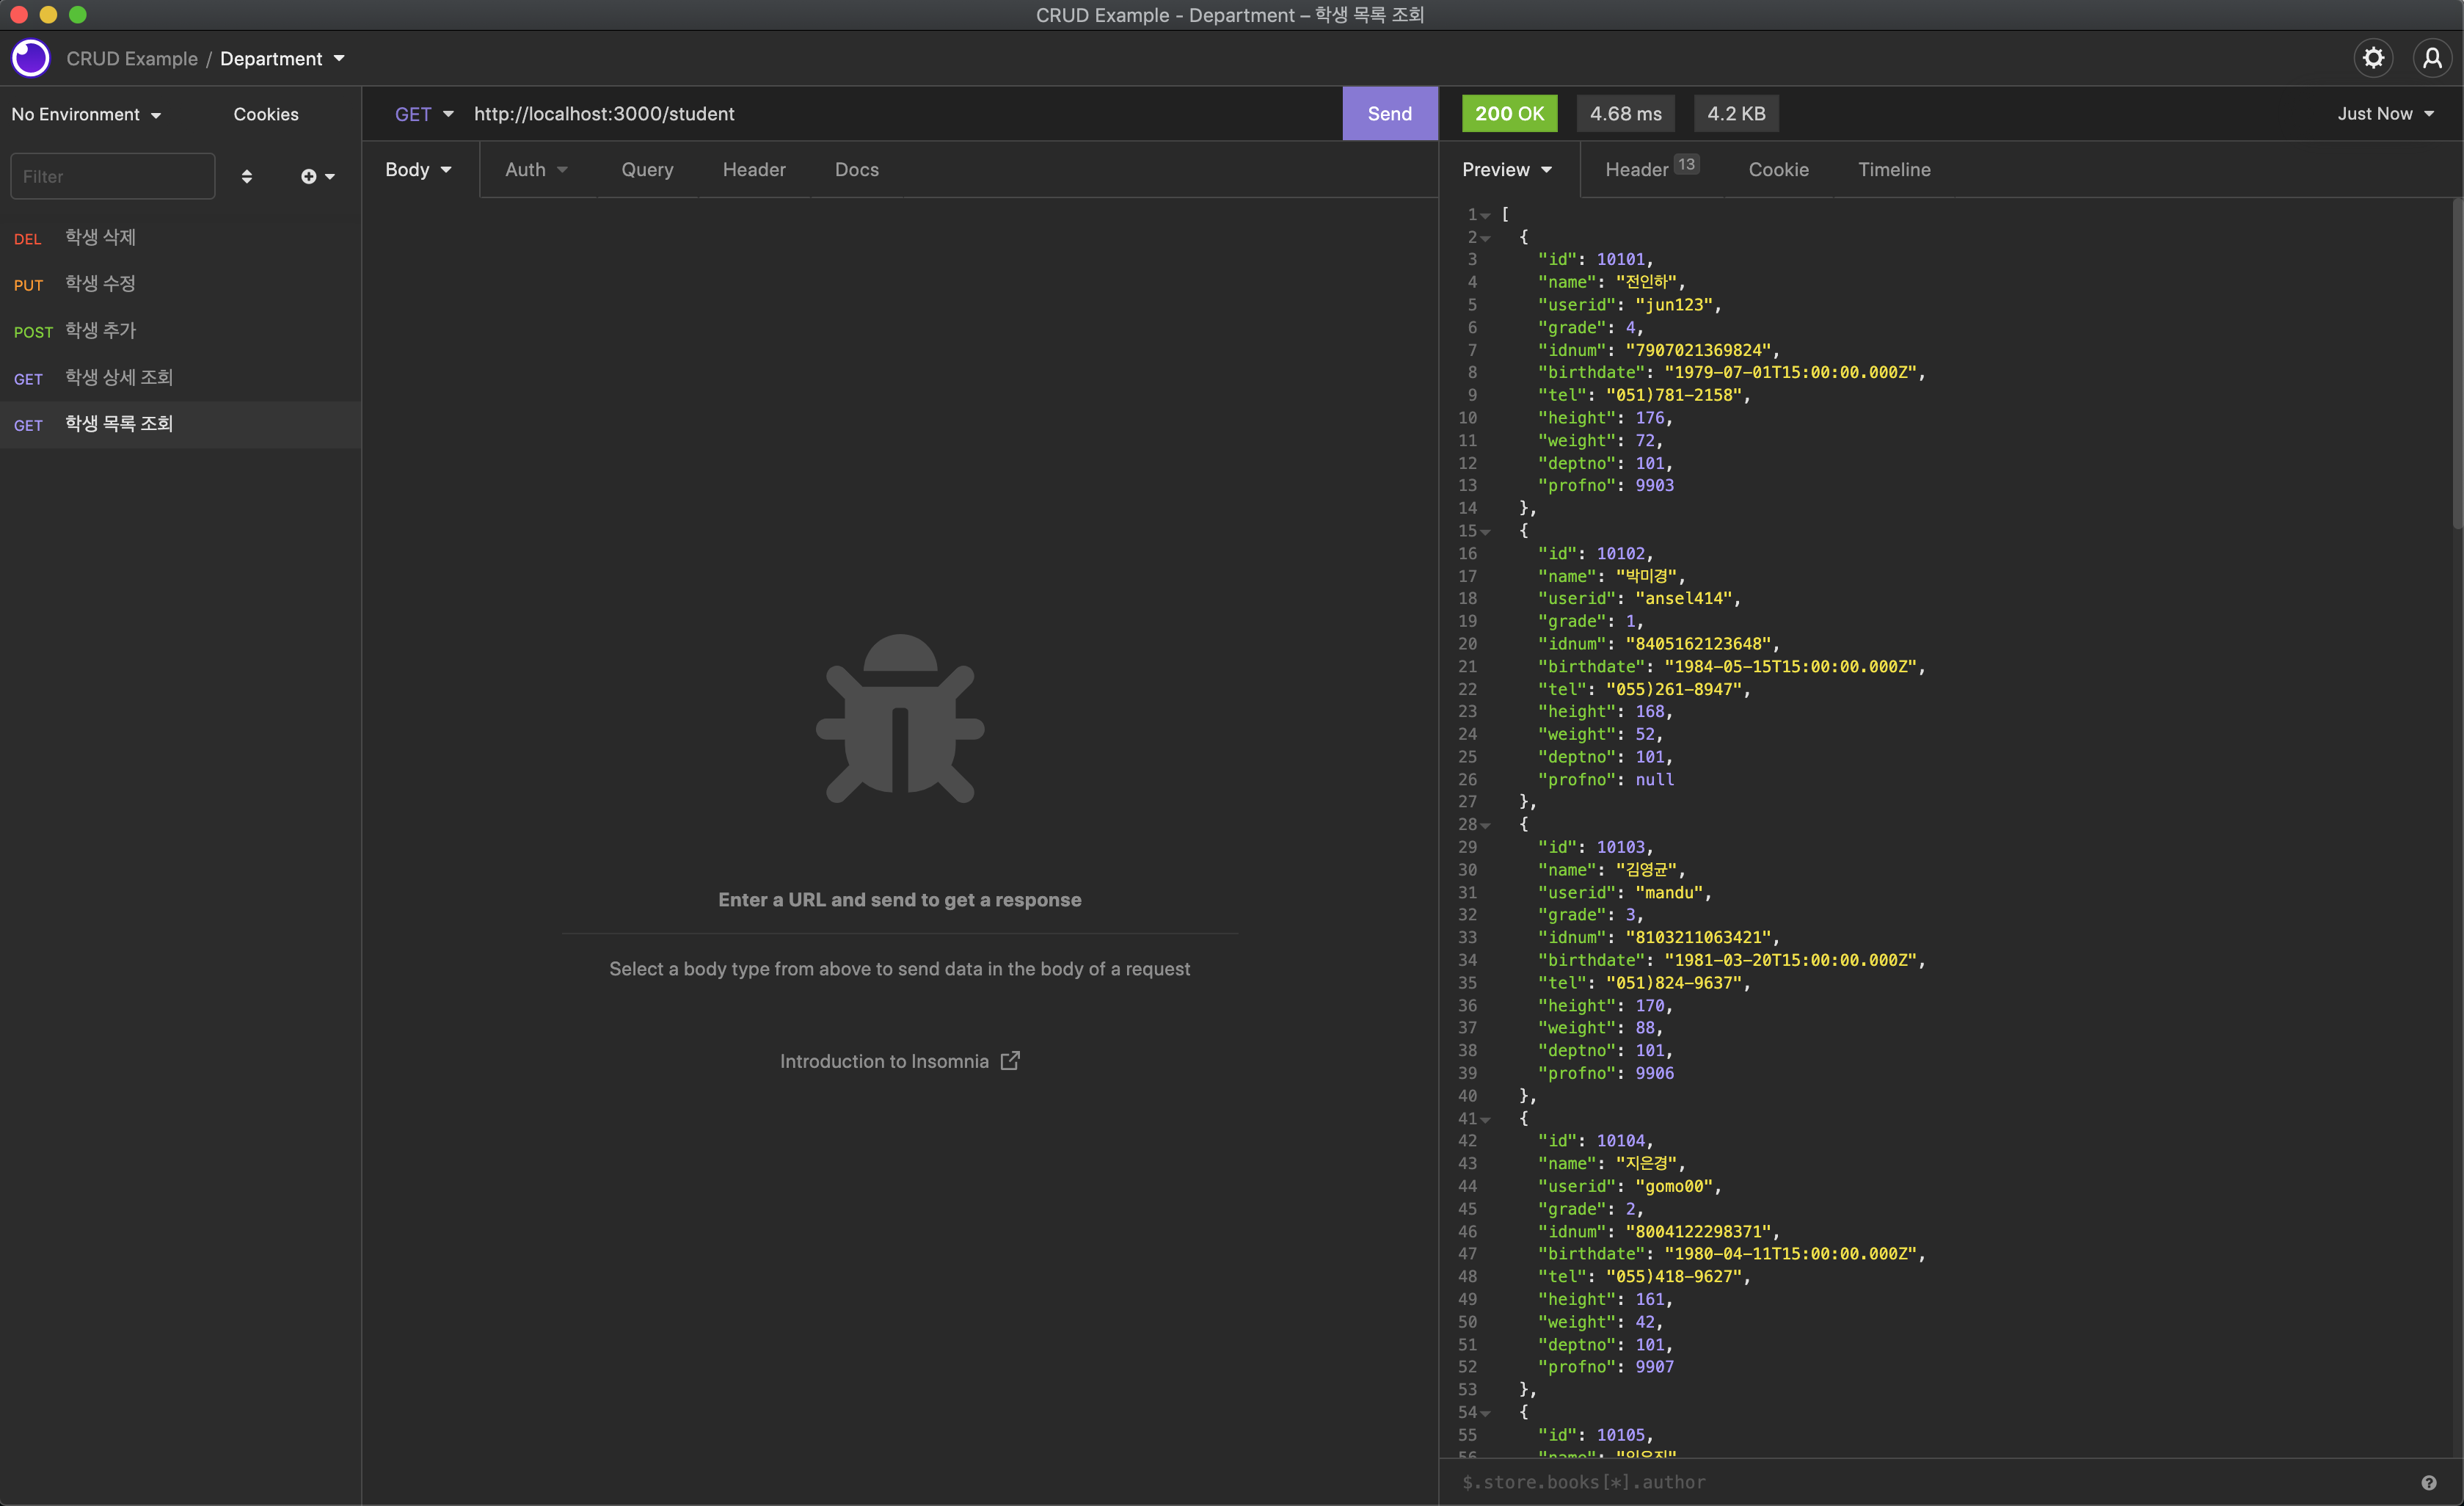 CRUD Example - Department – 학생 목록 조회
CRUD Example / Department
No Environment
Cookies
Filter
DEL 학생 삭제
PUT 학생 수정
POST 학생 추가
GET 학생 상세 조회
GET 학생 목록 조회
GET http://localhost:3000/student Send
Body Auth Query Header Docs
Enter a URL and send to get a response
Select a body type from above to send data in the body of a request
Introduction to Insomnia
200 OK 4.68 ms 4.2 KB Just Now
Preview Header 13 Cookie Timeline
1 [
2 {
3 "id": 10101,
4 "name": "전인하",
5 "userid": "jun123",
6 "grade": 4,
7 "idnum": "7907021369824",
8 "birthdate": "1979-07-01T15:00:00.000Z",
9 "tel": "051)781-2158",
10 "height": 176,
11 "weight": 72,
12 "deptno": 101,
13 "profno": 9903
14 },
15 {
16 "id": 10102,
17 "name": "박미경",
18 "userid": "ansel414",
19 "grade": 1,
20 "idnum": "8405162123648",
21 "birthdate": "1984-05-15T15:00:00.000Z",
22 "tel": "055)261-8947",
23 "height": 168,
24 "weight": 52,
25 "deptno": 101,
26 "profno": null
27 },
28 {
29 "id": 10103,
30 "name": "김영균",
31 "userid": "mandu",
32 "grade": 3,
33 "idnum": "8103211063421",
34 "birthdate": "1981-03-20T15:00:00.000Z",
35 "tel": "051)824-9637",
36 "height": 170,
37 "weight": 88,
38 "deptno": 101,
39 "profno": 9906
40 },
41 {
42 "id": 10104,
43 "name": "지은경",
44 "userid": "gomo00",
45 "grade": 2,
46 "idnum": "8004122298371",
47 "birthdate": "1980-04-11T15:00:00.000Z",
48 "tel": "055)418-9627",
49 "height": 161,
50 "weight": 42,
51 "deptno": 101,
52 "profno": 9907
53 },
54 {
55 "id": 10105,
56 "name":
$.store.books[*].author